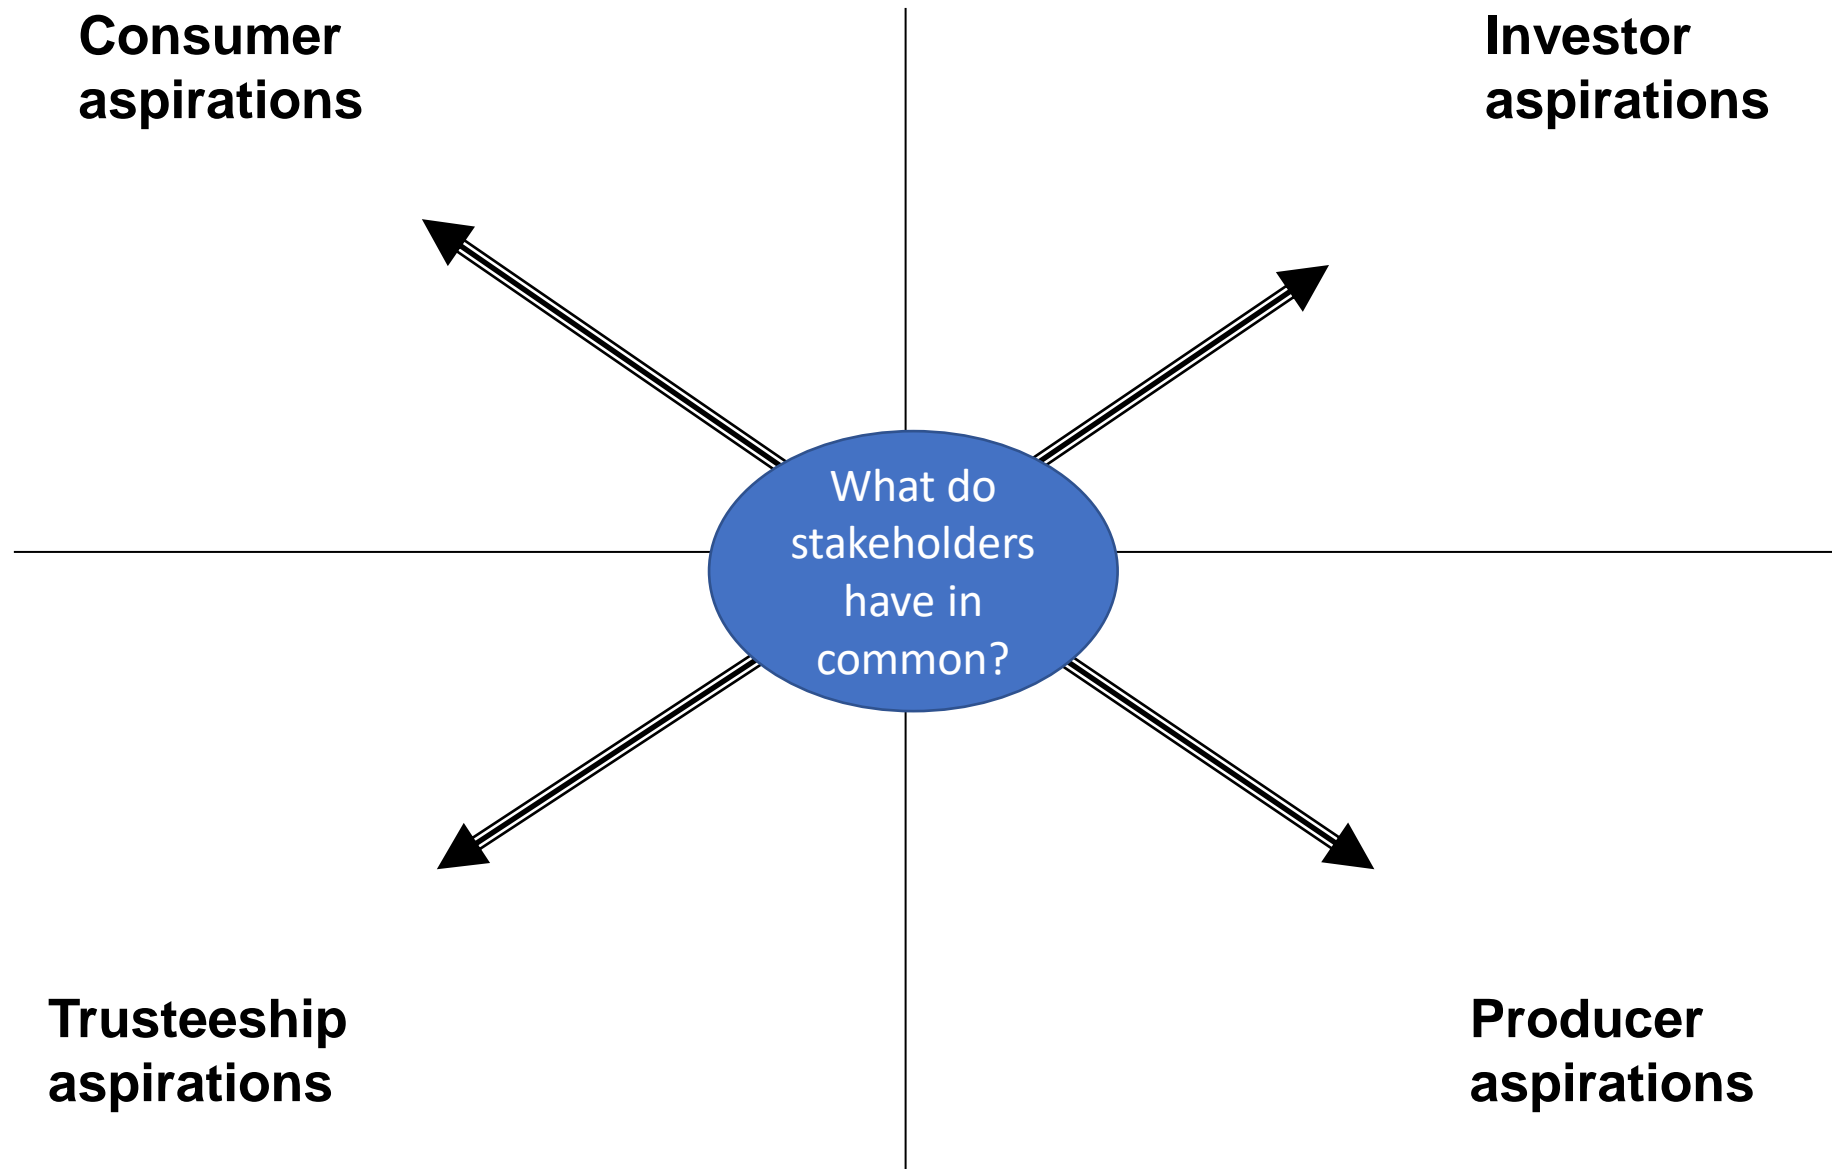 Consumer
aspirations
Investor
aspirations
What do
stakeholders
have in
common?
Trusteeship
aspirations
Producer
aspirations